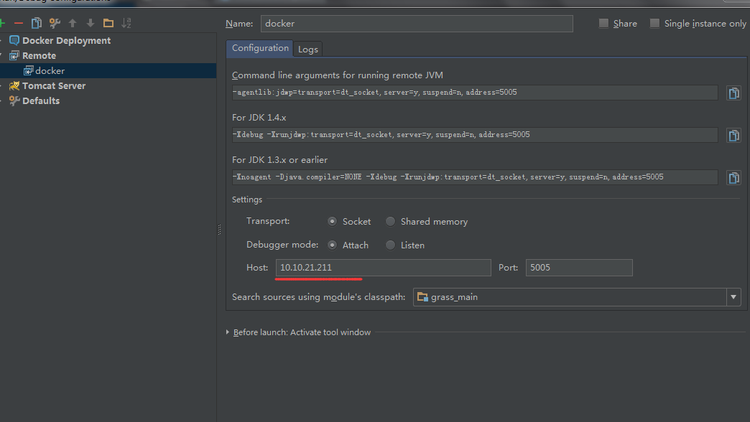 Name: docker Share Single instance only
Docker Deployment
Remote
docker
Tomcat Server
Defaults
Configuration Logs
Command line arguments for running remote JVM
-agentlib:jdwp=transport=dt_socket,server=y,suspend=n,address=5005
For JDK 1.4.x
-Xdebug -Xrunjdwp:transport=dt_socket,server=y,suspend=n,address=5005
For JDK 1.3.x or earlier
-Xnoagent -Djava.compiler=NONE -Xdebug -Xrunjdwp:transport=dt_socket,server=y,suspend=n,address=5005
Settings
Transport: Socket Shared memory
Debugger mode: Attach Listen
Host: 10.10.21.211 Port: 5005
Search sources using module's classpath: grass_main
Before launch: Activate tool window